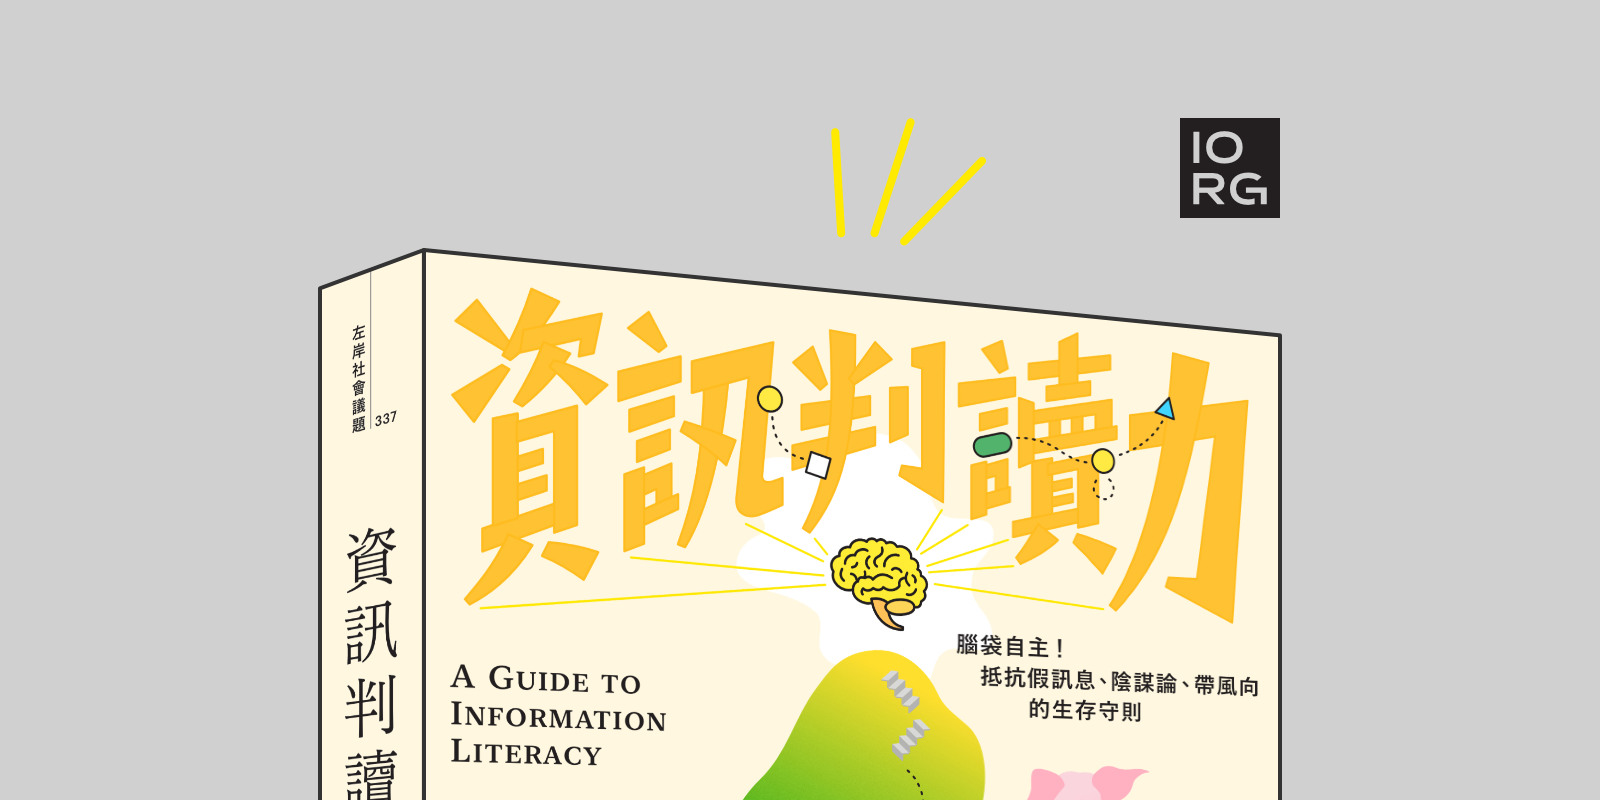 IO
RG
左岸社會議題
337
資訊判讀
資訊判讀力
A GUIDE TO
INFORMATION
LITERACY
腦袋自主！
抵抗假訊息、陰謀論、帶風向
的生存守則